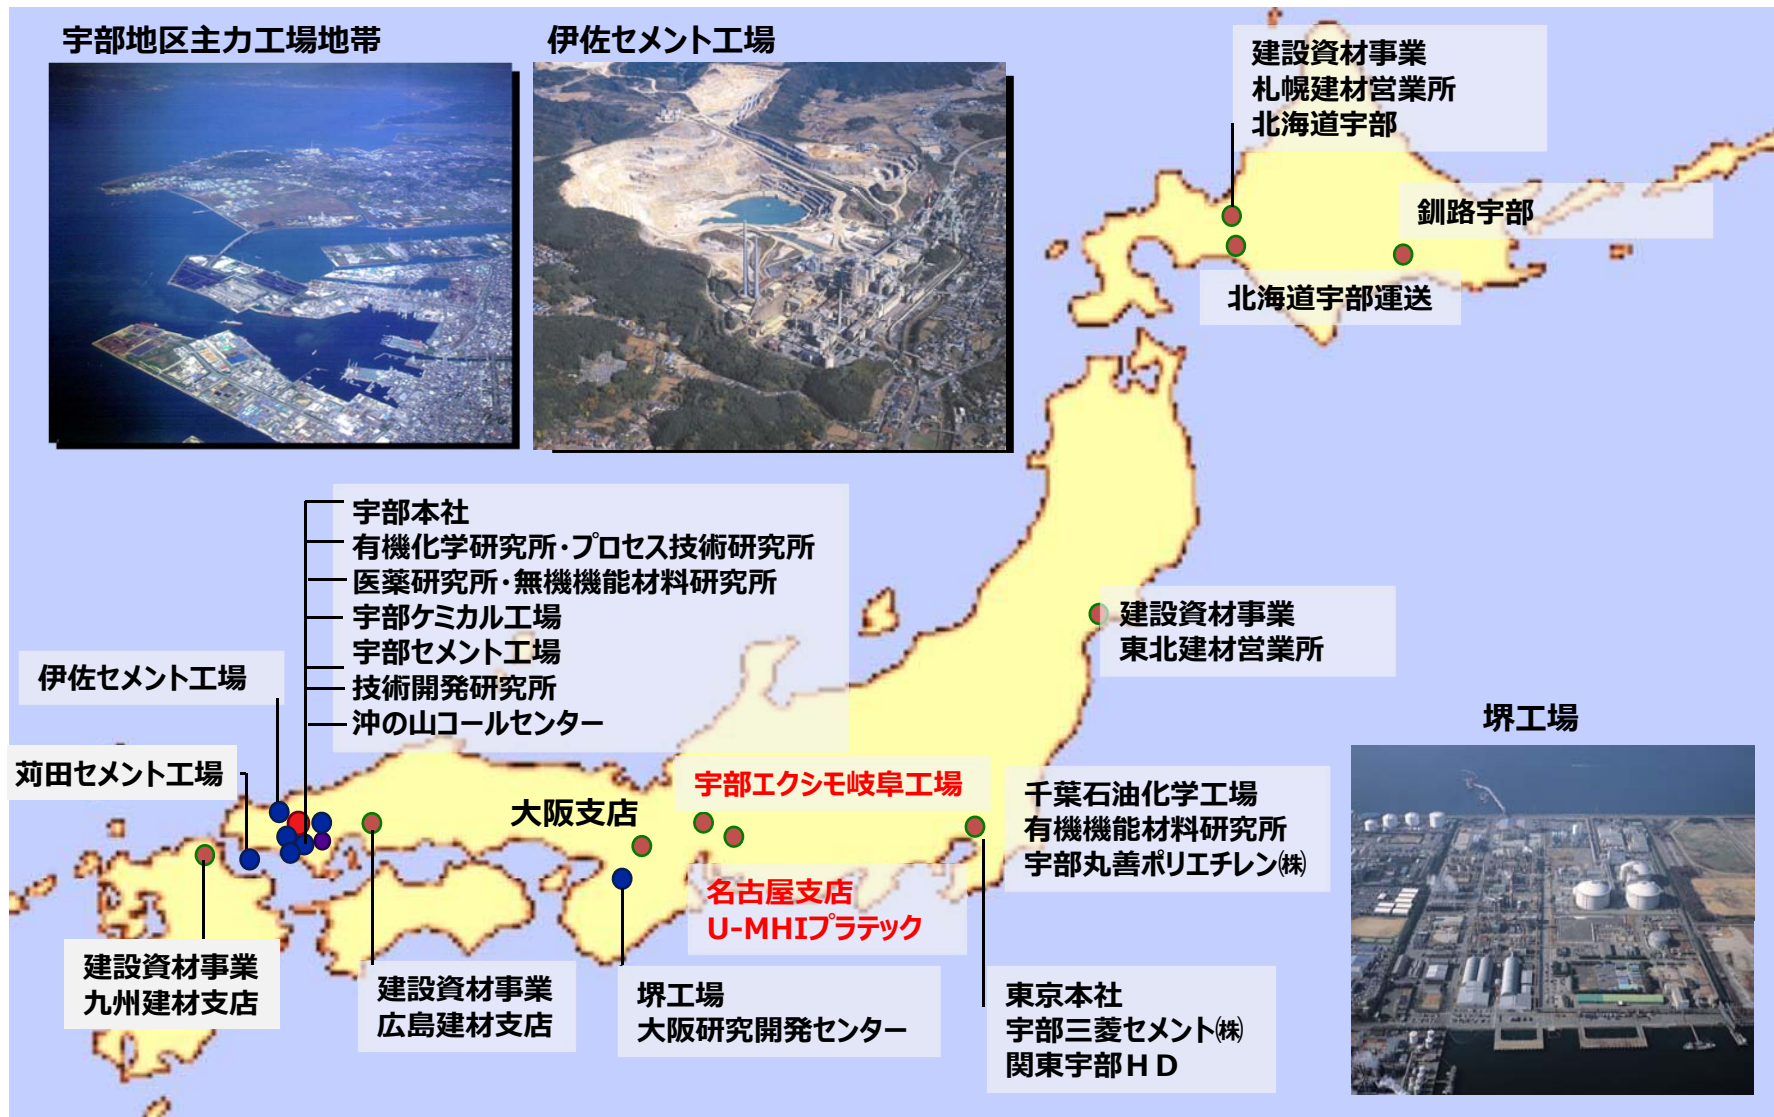 宇部地区主力工場地帯
伊佐セメント工場
建設資材事業
札幌建材営業所
北海道宇部
釧路宇部
北海道宇部運送
宇部本社
有機化学研究所・プロセス技術研究所
医薬研究所・無機機能材料研究所
宇部ケミカル工場
宇部セメント工場
技術開発研究所
沖の山コールセンター
伊佐セメント工場
苅田セメント工場
建設資材事業
東北建材営業所
堺工場
大阪支店
宇部エクシモ岐阜工場
名古屋支店
U-MHIプラテック
千葉石油化学工場
有機機能材料研究所
宇部丸善ポリエチレン㈱
建設資材事業
九州建材支店
建設資材事業
広島建材支店
堺工場
大阪研究開発センター
東京本社
宇部三菱セメント㈱
関東宇部ＨＤ